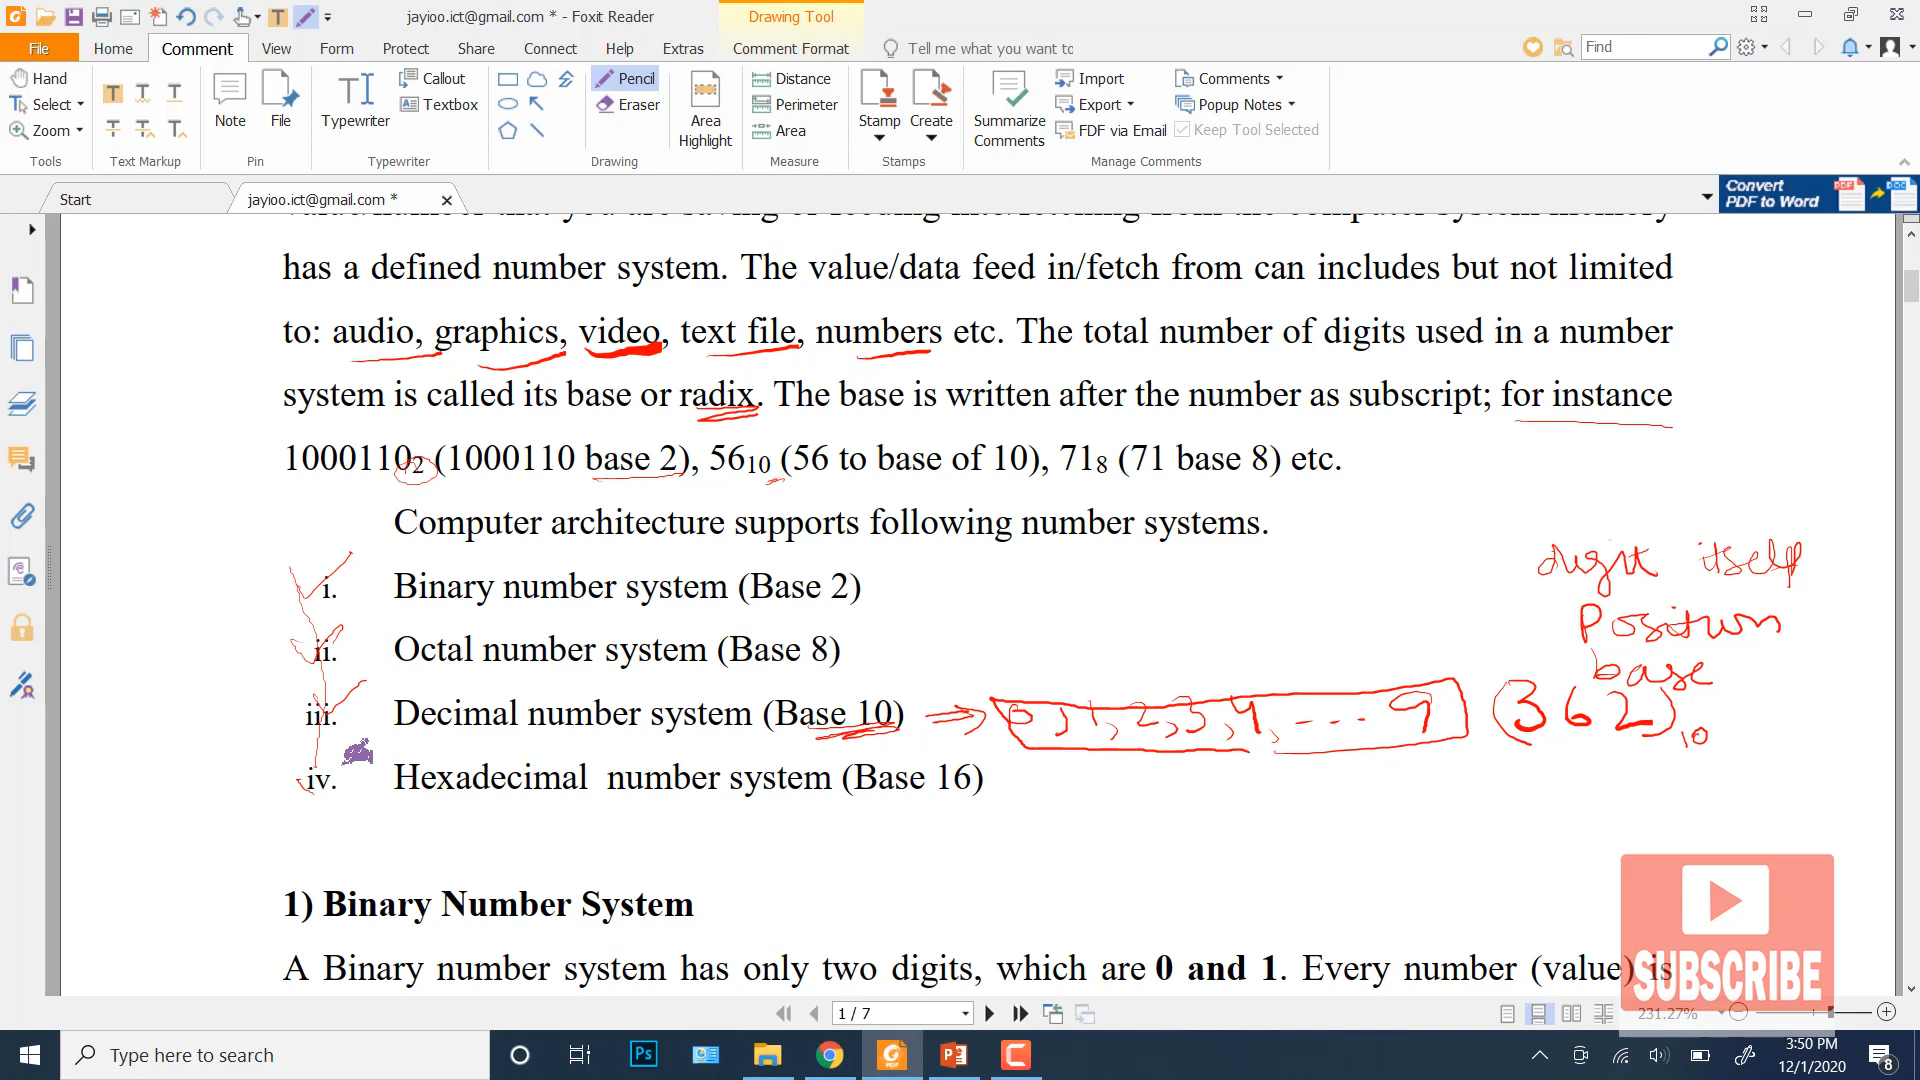 jayioo.ict@gmail.com * - Foxit Reader
Drawing Tool
File Home Comment View Form Protect Share Connect Help Extras Comment Format Tell me what you want to Find
Hand
Select
Zoom
Tools
Text Markup
Note
File
Pin
Typewriter
Typewriter
Callout
Textbox
Pencil
Eraser
Drawing
Area
Highlight
Distance
Perimeter
Area
Measure
Stamp
Create
Stamps
Summarize
Comments
Import
Export
FDF via Email
Comments
Popup Notes
Keep Tool Selected
Manage Comments
Start
jayioo.ict@gmail.com *
Convert
PDF to Word
has a defined number system. The value/data feed in/fetch from can includes but not limited
to: audio, graphics, video, text file, numbers etc. The total number of digits used in a number
system is called its base or radix. The base is written after the number as subscript; for instance
1000110₂ (1000110 base 2), 56₁₀ (56 to base of 10), 71₈ (71 base 8) etc.
Computer architecture supports following number systems.
digit itself
i. Binary number system (Base 2)
Position
ii. Octal number system (Base 8)
base
iii. Decimal number system (Base 10) ⇒ 0, 1, 2, 3, 4, --- 9 (362)₁₀
iv. Hexadecimal number system (Base 16)
1) Binary Number System
A Binary number system has only two digits, which are 0 and 1. Every number (value) is
SUBSCRIBE
1 / 7
231.27%
Type here to search
3:50 PM
12/1/2020
8